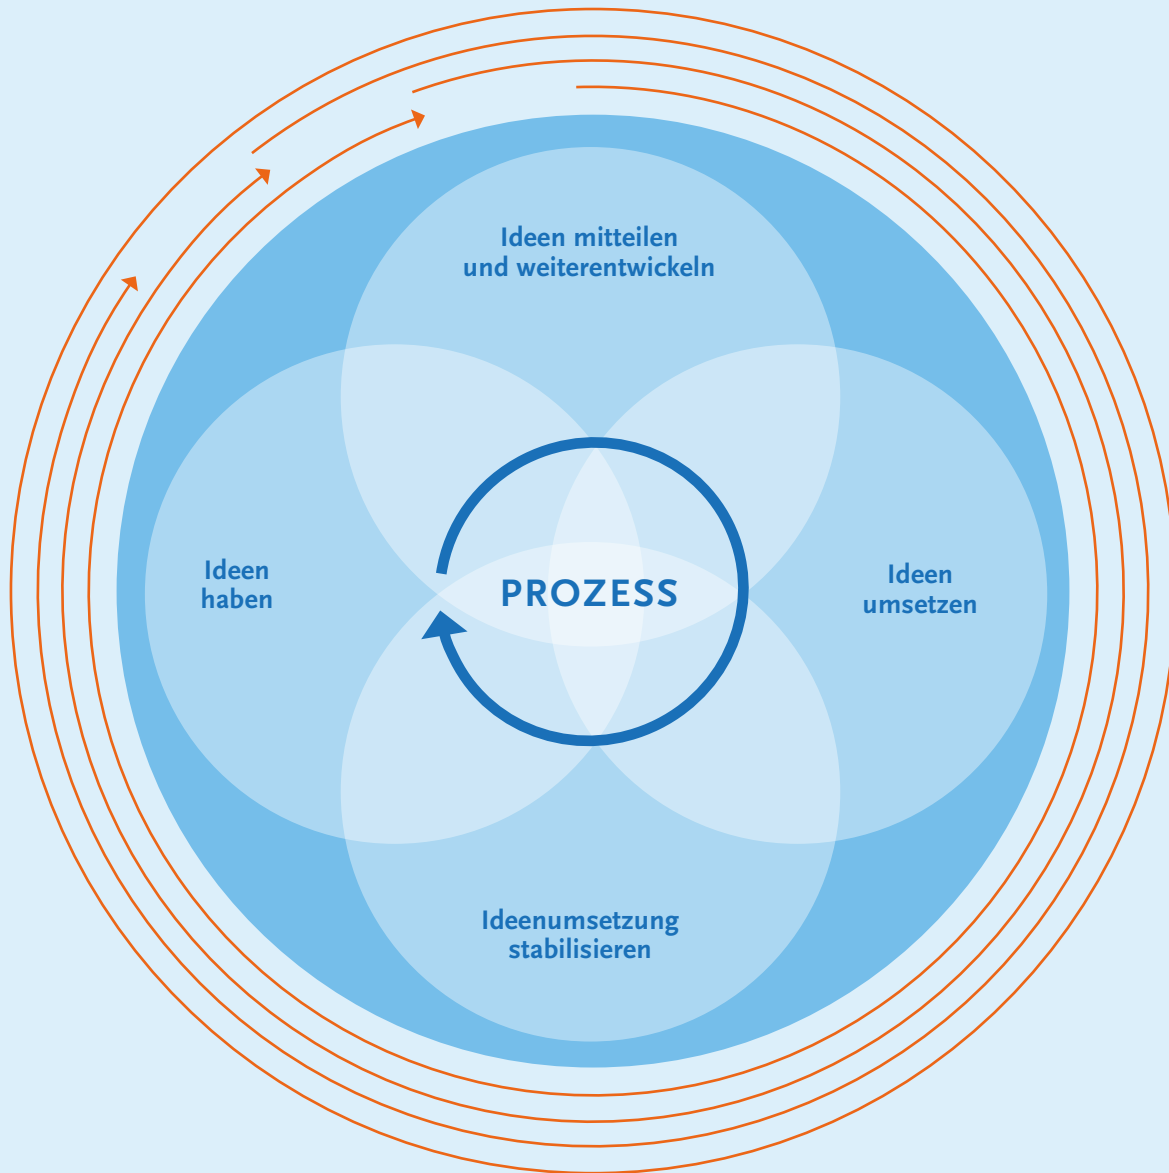 Ideen mitteilen
und weiterentwickeln
Ideen
haben
PROZESS
Ideen
umsetzen
Ideenumsetzung
stabilisieren